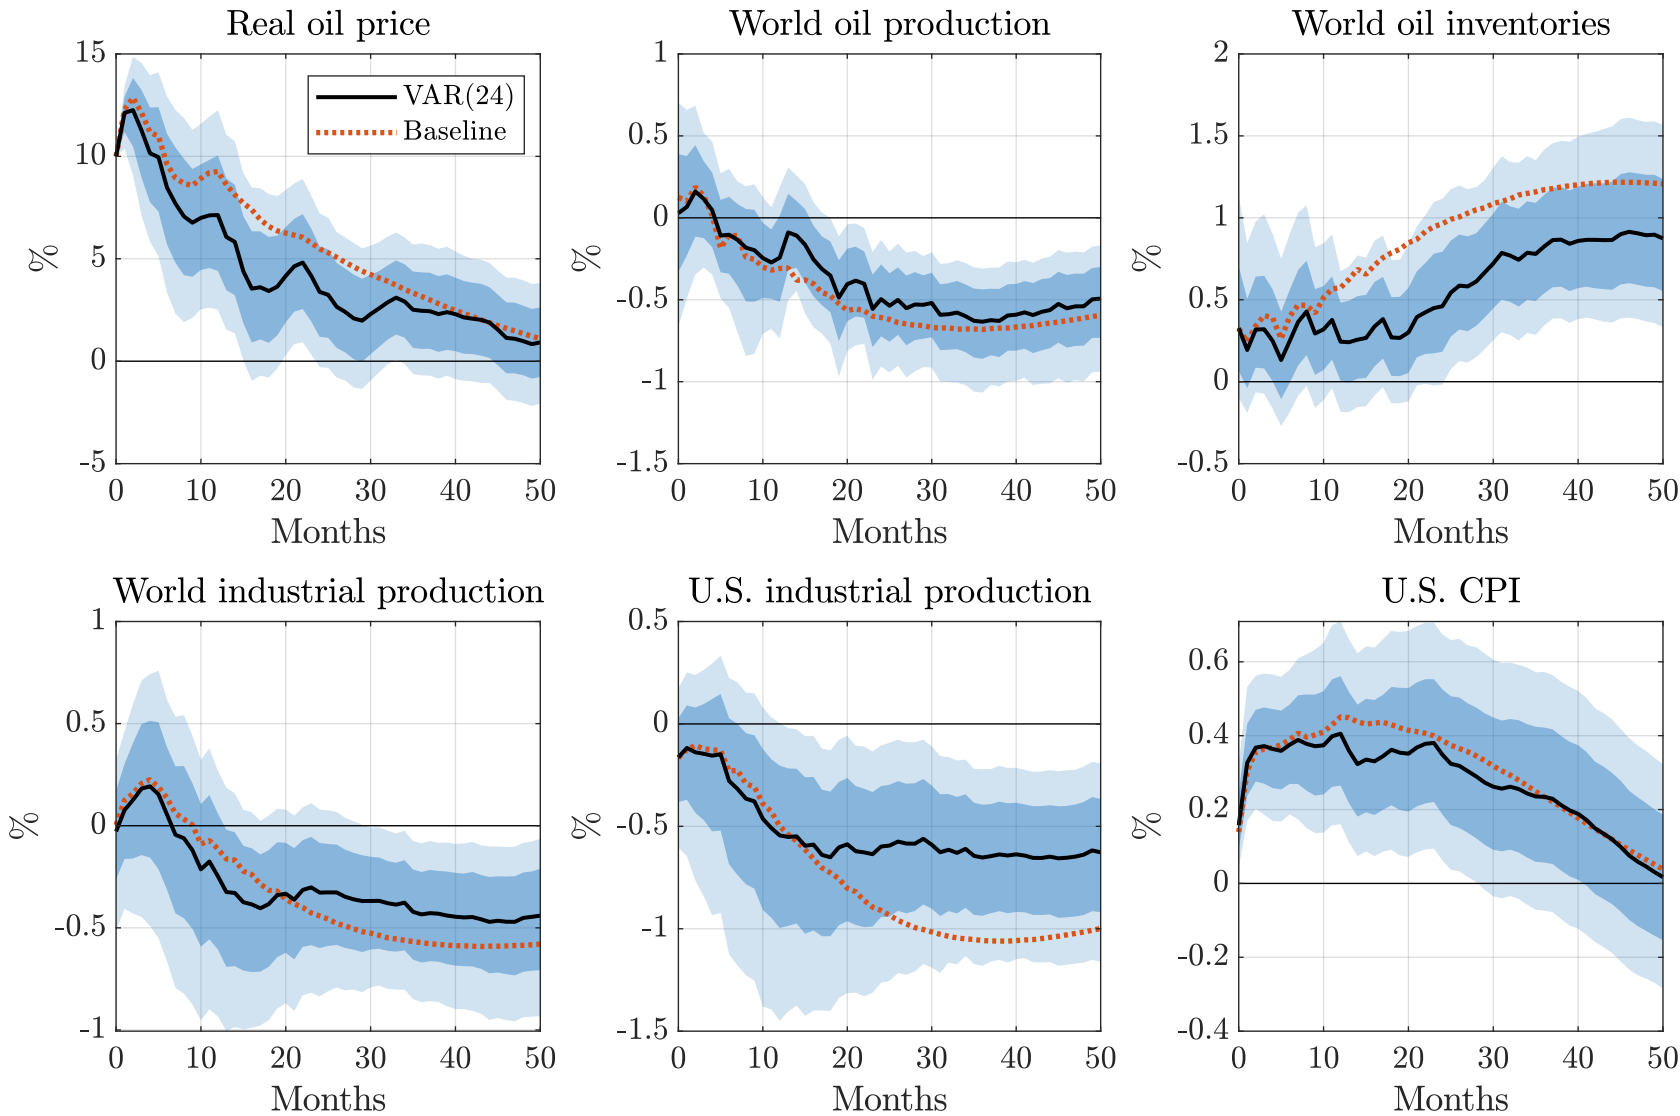 Real oil price
15
10
5
0
-5
%
VAR(24)
Baseline
0 10 20 30 40 50
Months
World oil production
1
0.5
0
-0.5
-1
-1.5
%
0 10 20 30 40 50
Months
World oil inventories
2
1.5
1
0.5
0
-0.5
%
0 10 20 30 40 50
Months
World industrial production
1
0.5
0
-0.5
-1
%
0 10 20 30 40 50
Months
U.S. industrial production
0.5
0
-0.5
-1
-1.5
%
0 10 20 30 40 50
Months
U.S. CPI
0.6
0.4
0.2
0
-0.2
-0.4
%
0 10 20 30 40 50
Months